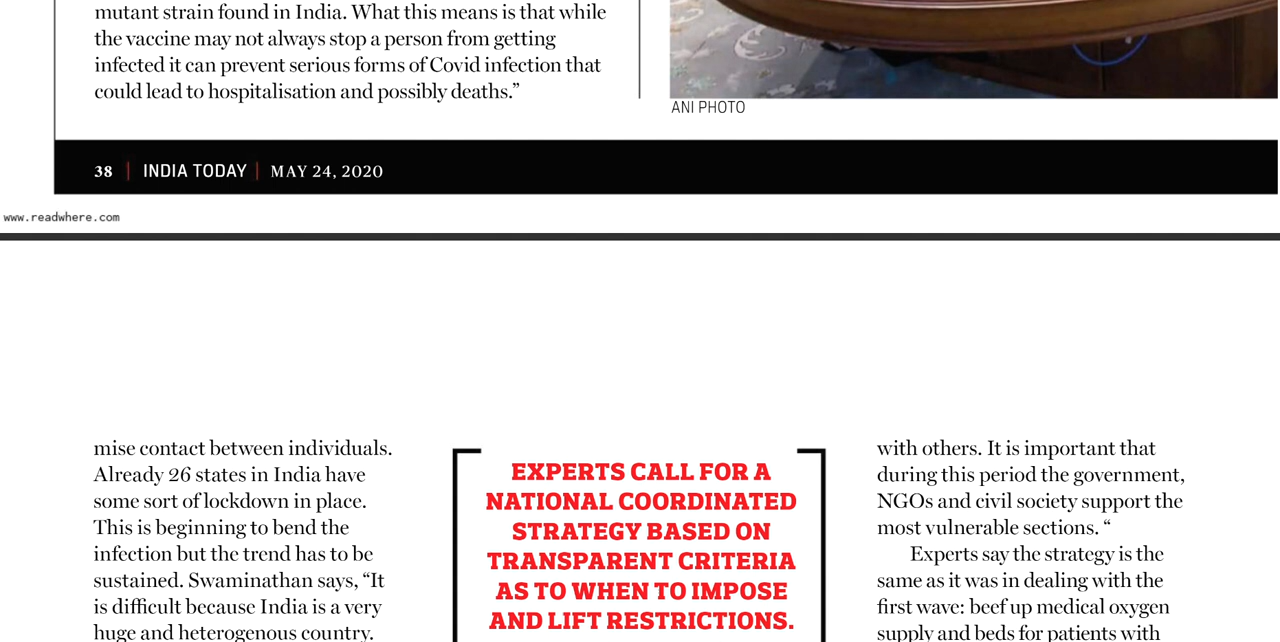 mutant strain found in India. What this means is that while
the vaccine may not always stop a person from getting
infected it can prevent serious forms of Covid infection that
could lead to hospitalisation and possibly deaths.”
ANI PHOTO
38 | INDIA TODAY | MAY 24, 2020
www.readwhere.com
mise contact between individuals.
Already 26 states in India have
some sort of lockdown in place.
This is beginning to bend the
infection but the trend has to be
sustained. Swaminathan says, “It
is difficult because India is a very
huge and heterogenous country.
EXPERTS CALL FOR A
NATIONAL COORDINATED
STRATEGY BASED ON
TRANSPARENT CRITERIA
AS TO WHEN TO IMPOSE
AND LIFT RESTRICTIONS.
with others. It is important that
during this period the government,
NGOs and civil society support the
most vulnerable sections. “
Experts say the strategy is the
same as it was in dealing with the
first wave: beef up medical oxygen
supply and beds for patients with